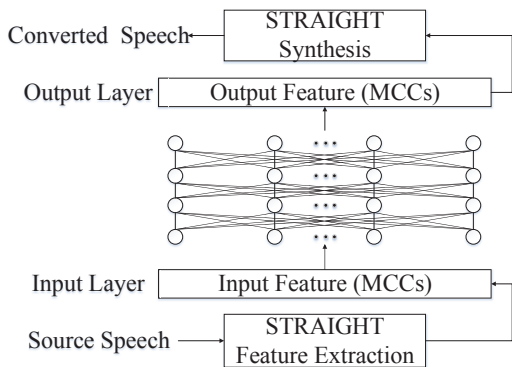 Converted Speech
STRAIGHT
Synthesis
Output Layer
Output Feature (MCCs)
...
...
Input Layer
Input Feature (MCCs)
Source Speech
STRAIGHT
Feature Extraction